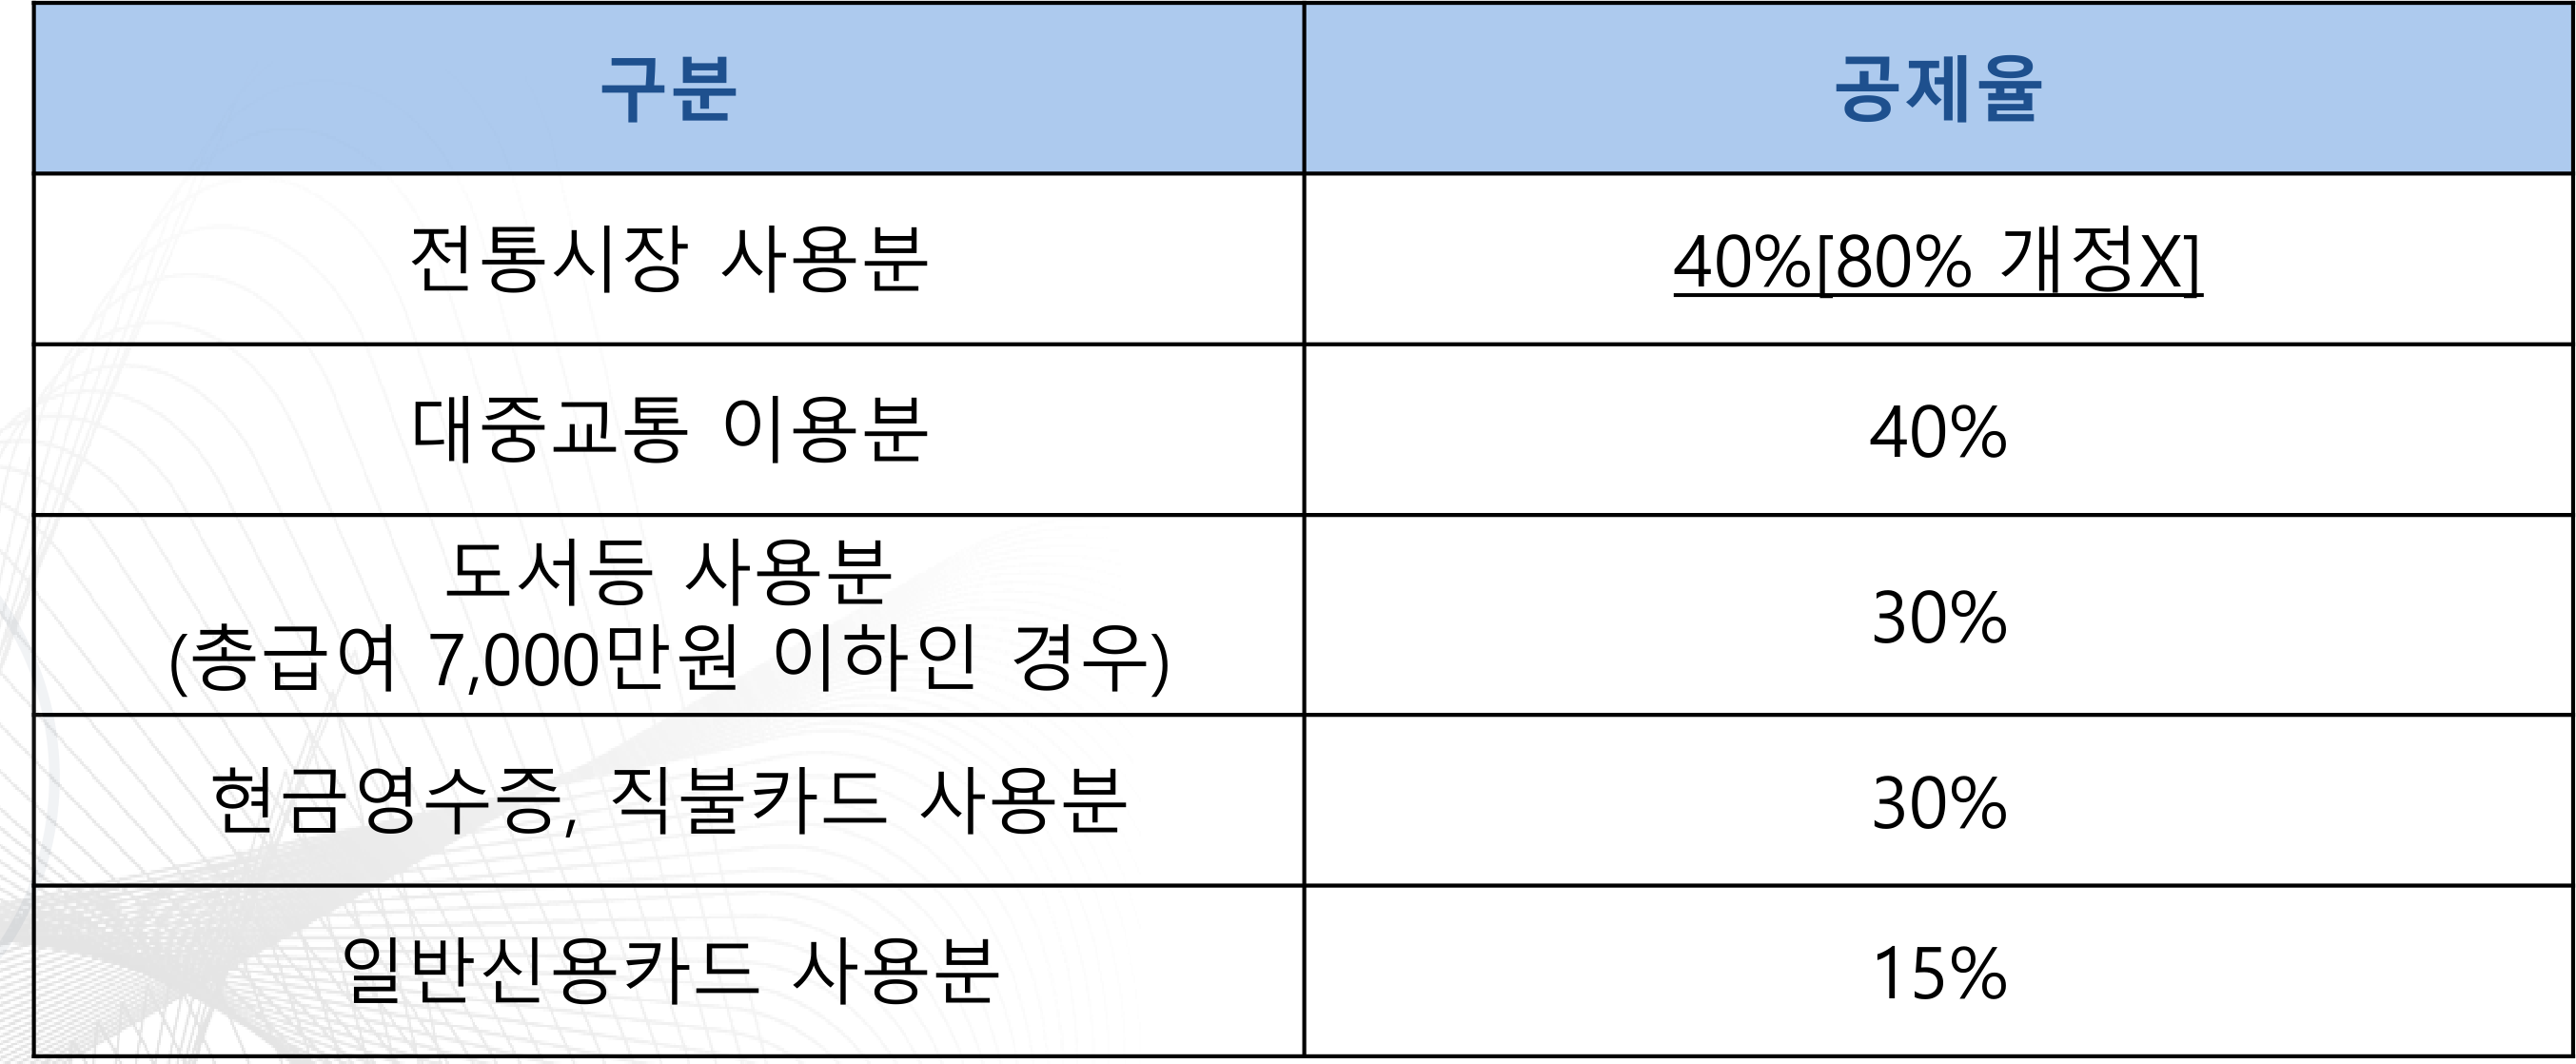 구분 공제율
전통시장 사용분 40%[80% 개정X]
대중교통 이용분 40%
도서등 사용분
(총급여 7,000만원 이하인 경우) 30%
현금영수증, 직불카드 사용분 30%
일반신용카드 사용분 15%